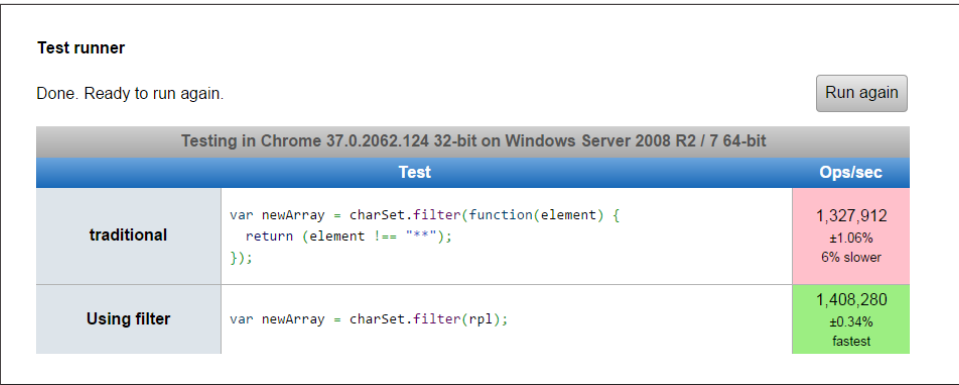 Test runner
Done. Ready to run again.
Run again
Testing in Chrome 37.0.2062.124 32-bit on Windows Server 2008 R2 / 7 64-bit
Test
Ops/sec
traditional
var newArray = charSet.filter(function(element) {
return (element !== "**");
});
1,327,912
±1.06%
6% slower
Using filter
var newArray = charSet.filter(rpl);
1,408,280
±0.34%
fastest